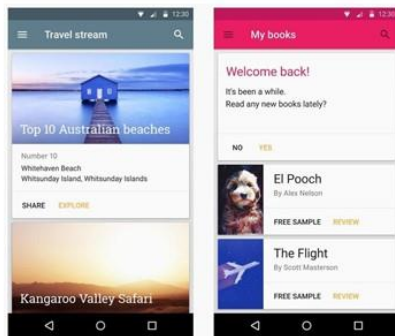 12:30
Travel stream
Top 10 Australian beaches
Number 10
Whitehaven Beach
Whitsunday Island, Whitsunday Islands
SHARE EXPLORE
Kangaroo Valley Safari
12:30
My books
Welcome back!
It's been a while.
Read any new books lately?
NO YES
El Pooch
By Alex Nelson
FREE SAMPLE REVIEW
The Flight
By Scott Masterson
FREE SAMPLE REVIEW